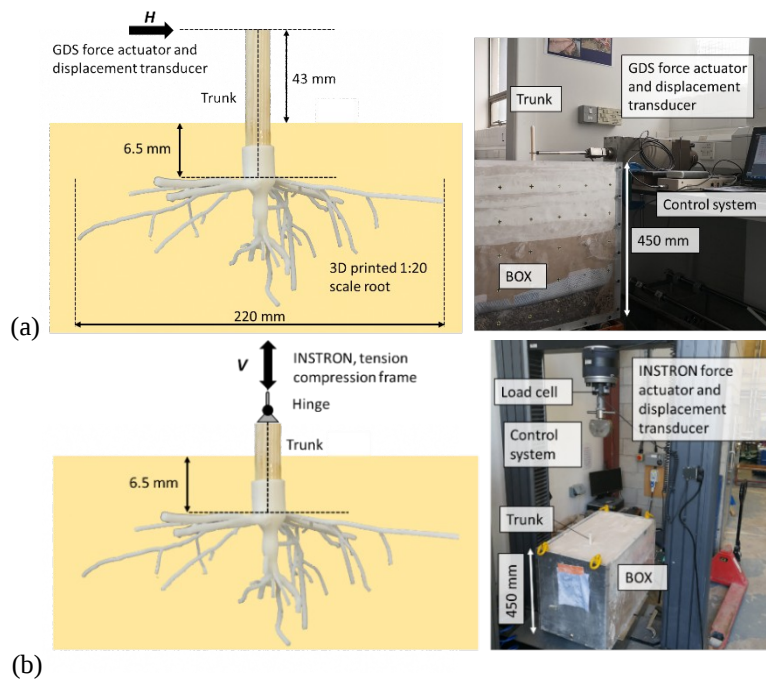 H
GDS force actuator and
displacement transducer
43 mm
Trunk
6.5 mm
3D printed 1:20
scale root
220 mm
(a)
GDS force actuator
and displacement
transducer
Trunk
Control system
450 mm
BOX
V
INSTRON, tension
compression frame
Hinge
Trunk
6.5 mm
(b)
INSTRON force
actuator and
displacement
transducer
Load cell
Control
system
Trunk
BOX
450 mm